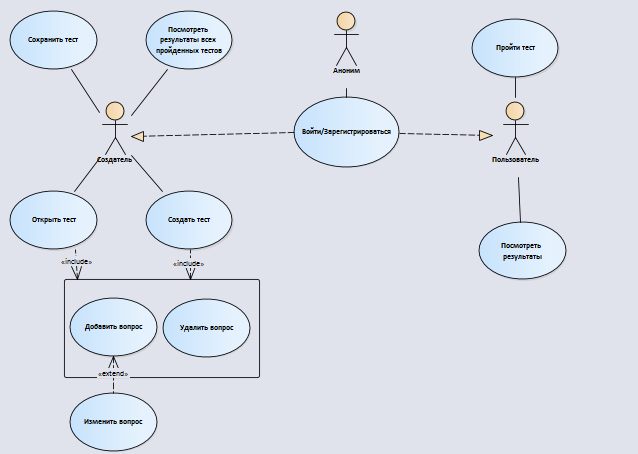 Сохранить тест
Посмотреть
результаты всех
пройденных тестов
Аноним
Пройти тест
Создатель
Войти/Зарегистрироваться
Пользователь
Открыть тест
Создать тест
Посмотреть
результаты
«include»
«include»
Добавить вопрос
Удалить вопрос
«extend»
Изменить вопрос